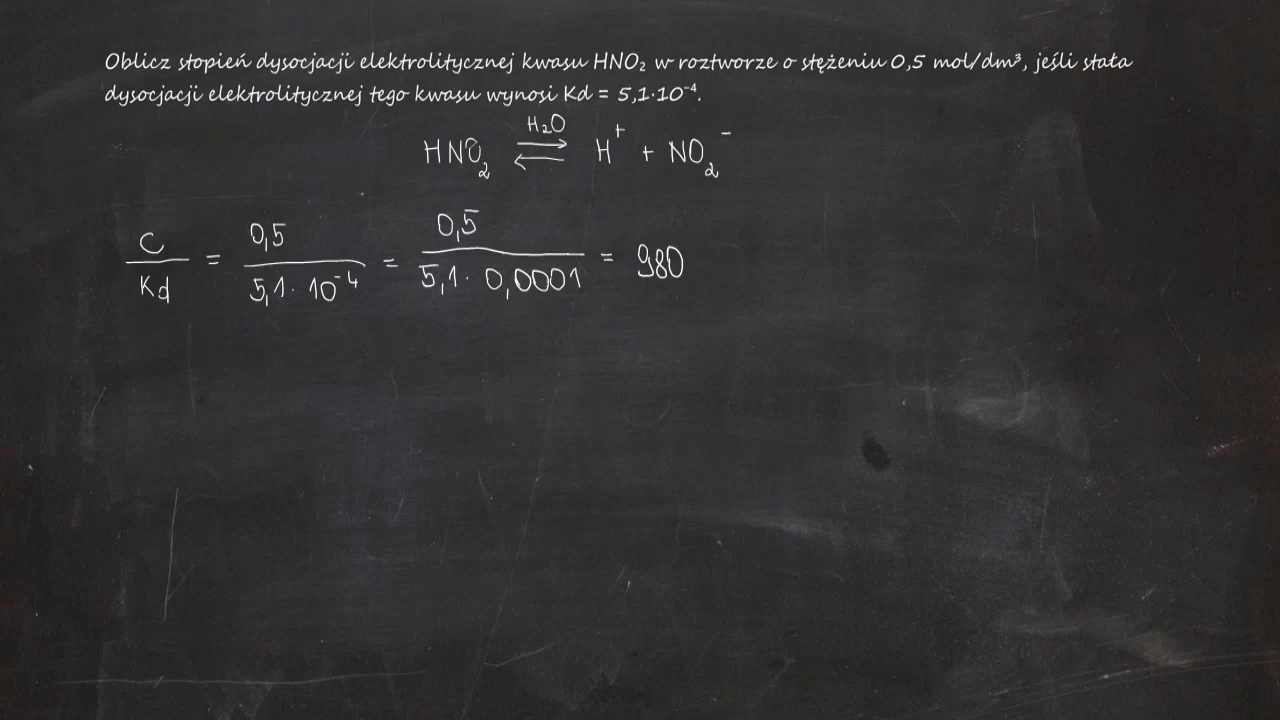 Oblicz stopień dysocjacji elektrolitycznej kwasu HNO₂ w roztworze o stężeniu 0,5 mol/dm³, jeśli stała
dysocjacji elektrolitycznej tego kwasu wynosi Kd = 5,1·10⁻⁴.
HNO₂ ⇌ H₂O H⁺ + NO₂⁻
C/Kd = 0,5/5,1·10⁻⁴ = 0,5/5,1·0,0001 = 980